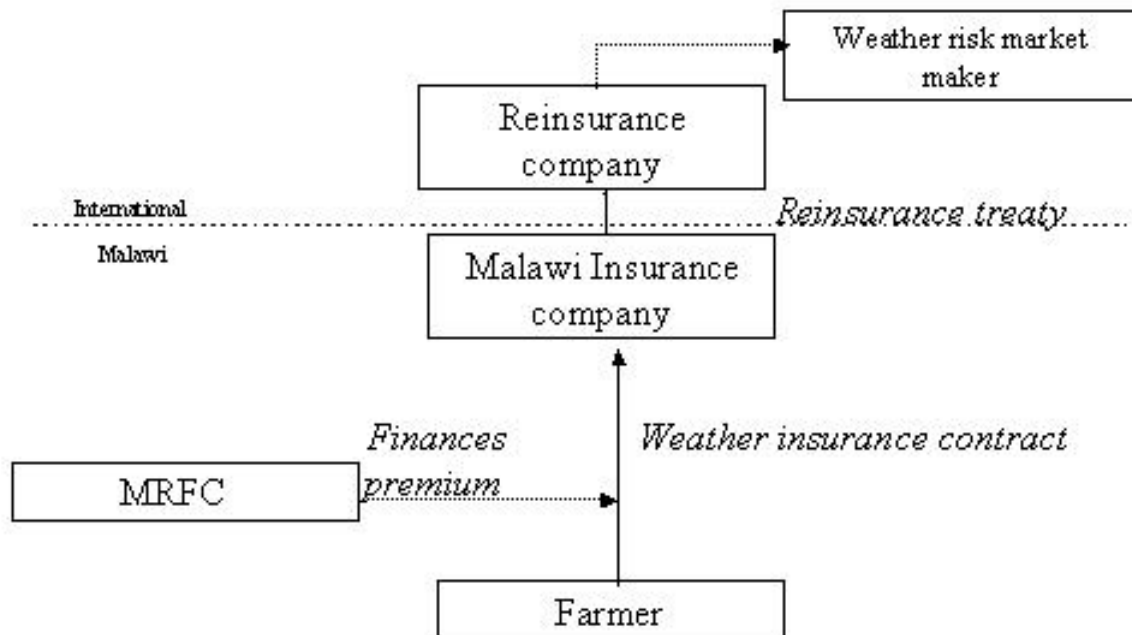 Weather risk market
maker
Reinsurance
company
International
Reinsurance treaty
Malawi
Malawi Insurance
company
Finances
premium
Weather insurance contract
MRFC
Farmer